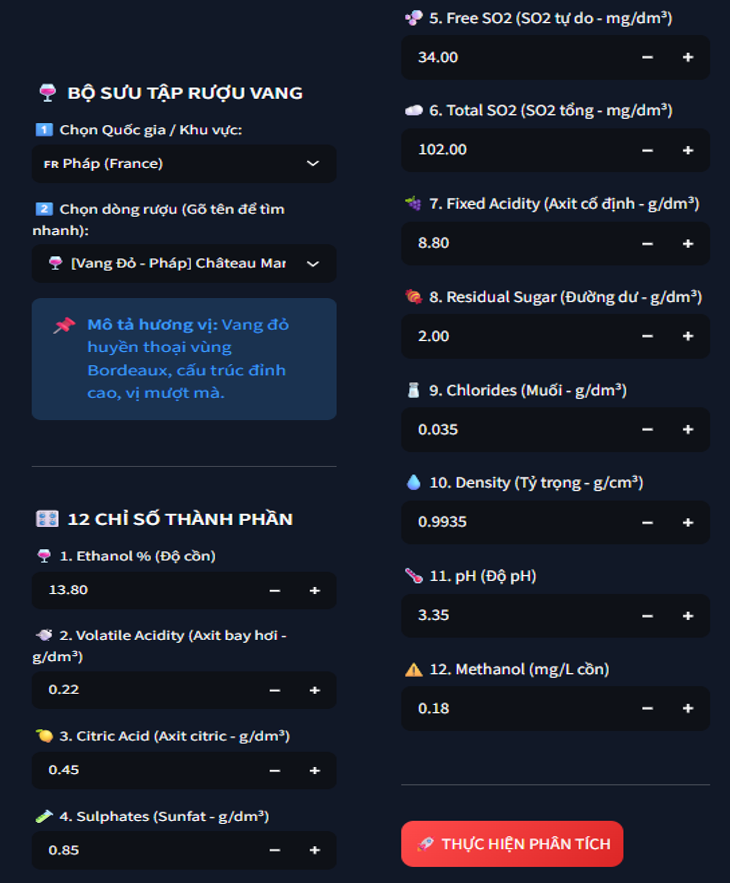 BỘ SƯU TẬP RƯỢU VANG
1 Chọn Quốc gia / Khu vực:
FR Pháp (France)
2 Chọn dòng rượu (Gõ tên để tìm
nhanh):
[Vang Đỏ - Pháp] Château Mar
Mô tả hương vị: Vang đỏ
huyền thoại vùng
Bordeaux, cấu trúc đỉnh
cao, vị mượt mà.
12 CHỈ SỐ THÀNH PHẦN
1. Ethanol % (Độ cồn)
13.80
2. Volatile Acidity (Axit bay hơi -
g/dm³)
0.22
3. Citric Acid (Axit citric - g/dm³)
0.45
4. Sulphates (Sunfat - g/dm³)
0.85
5. Free SO2 (SO2 tự do - mg/dm³)
34.00
6. Total SO2 (SO2 tổng - mg/dm³)
102.00
7. Fixed Acidity (Axit cố định - g/dm³)
8.80
8. Residual Sugar (Đường dư - g/dm³)
2.00
9. Chlorides (Muối - g/dm³)
0.035
10. Density (Tỷ trọng - g/cm³)
0.9935
11. pH (Độ pH)
3.35
12. Methanol (mg/L cồn)
0.18
THỰC HIỆN PHÂN TÍCH